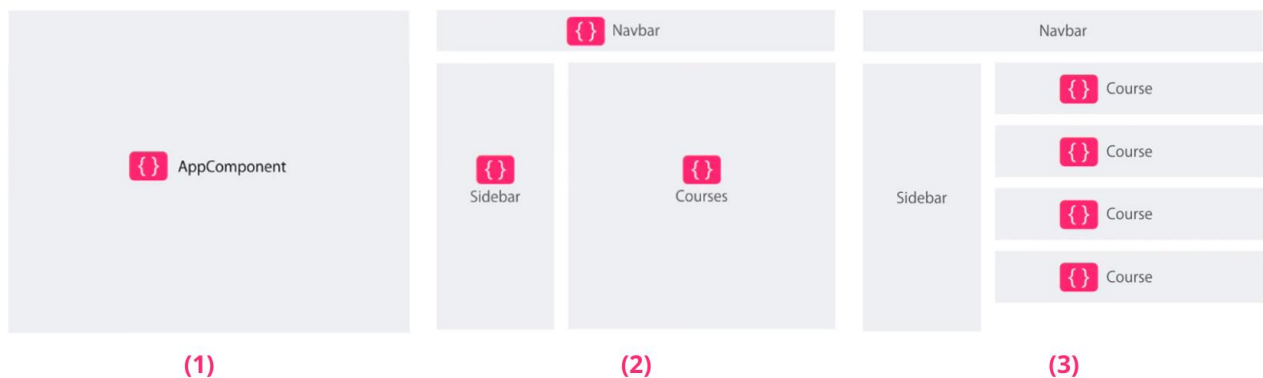 { } AppComponent
(1)
{ } Navbar
{ }
Sidebar
{ }
Courses
(2)
Navbar
Sidebar
{ } Course
{ } Course
{ } Course
{ } Course
(3)